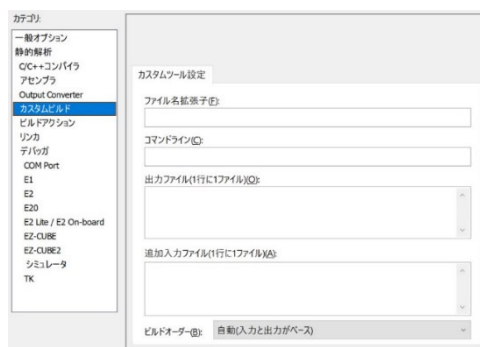 カテゴリ:
一般オプション
静的解析
C/C++コンパイラ
アセンブラ
Output Converter
カスタムビルド
ビルドアクション
リンカ
デバッガ
COM Port
E1
E2
E20
E2 Lite / E2 On-board
EZ-CUBE
EZ-CUBE2
シミュレータ
TK
カスタムツール設定
ファイル名拡張子(F):
コマンドライン(C):
出力ファイル(1行に1ファイル)(O):
追加入力ファイル(1行に1ファイル)(A):
ビルドオーダー(B): 自動(入力と出力がベース)